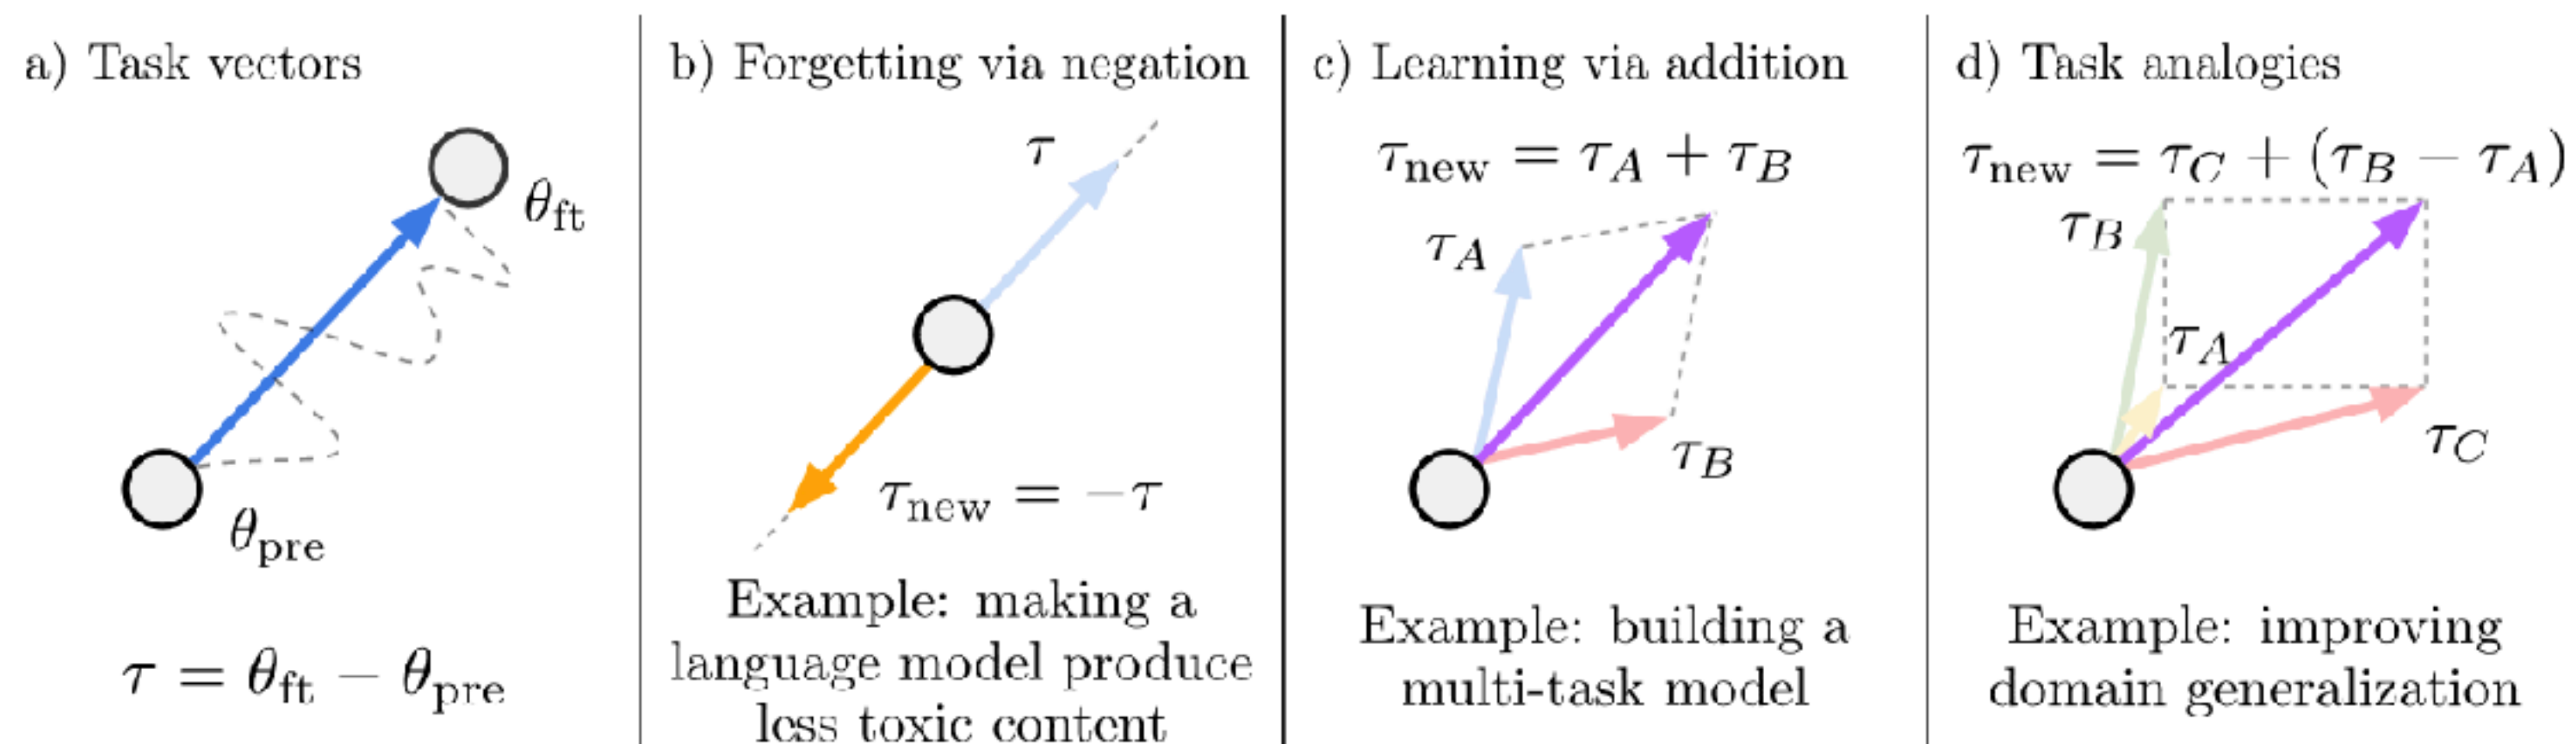 a) Task vectors
θft
θpre
τ = θft − θpre
b) Forgetting via negation
τ
τnew = −τ
Example: making a
language model produce
less toxic content
c) Learning via addition
τnew = τA + τB
τA
τB
Example: building a
multi-task model
d) Task analogies
τnew = τC + (τB − τA)
τB
τA
τC
Example: improving
domain generalization